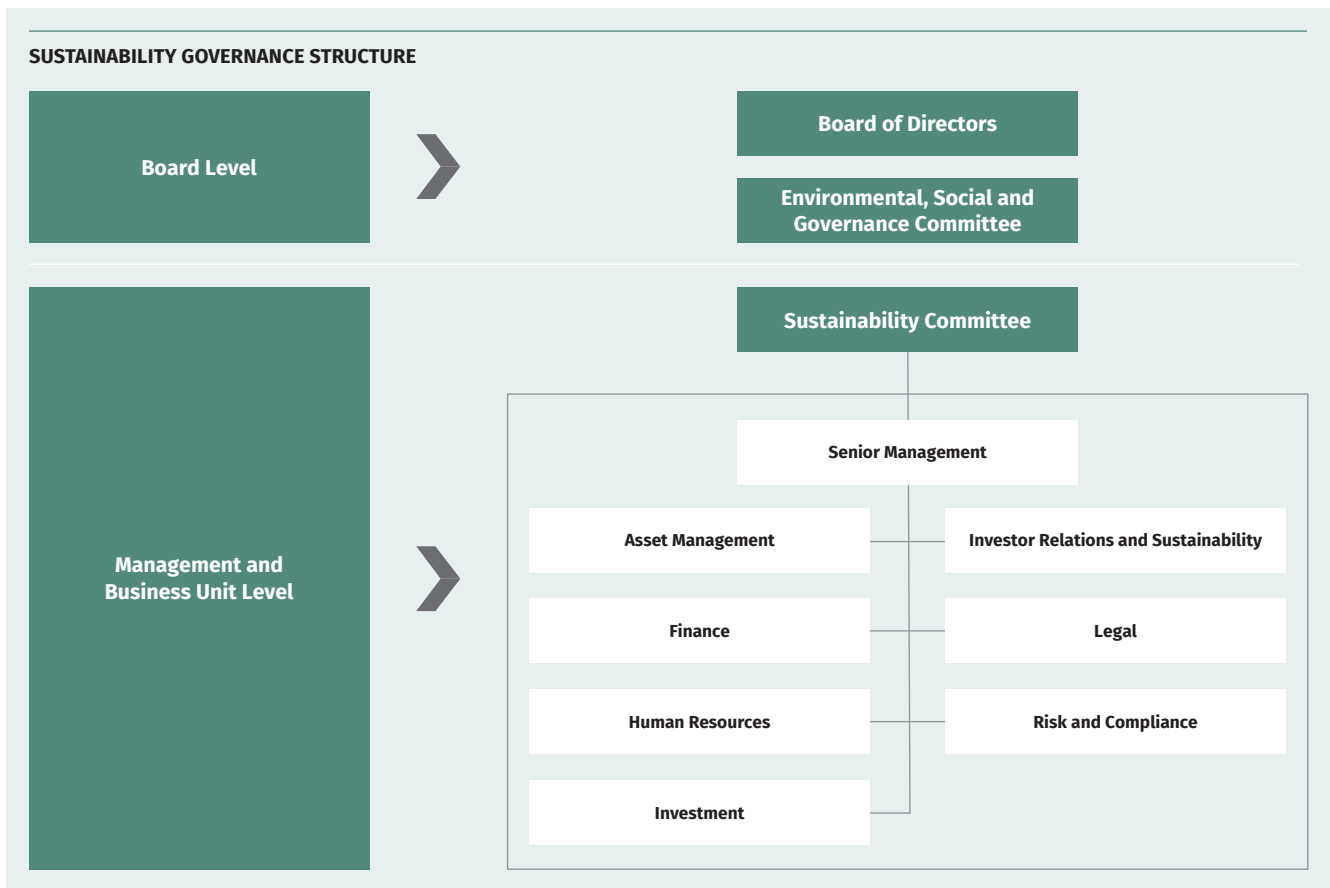 SUSTAINABILITY GOVERNANCE STRUCTURE
Board Level
Board of Directors
Environmental, Social and
Governance Committee
Management and
Business Unit Level
Sustainability Committee
Senior Management
Asset Management
Investor Relations and Sustainability
Finance
Legal
Human Resources
Risk and Compliance
Investment